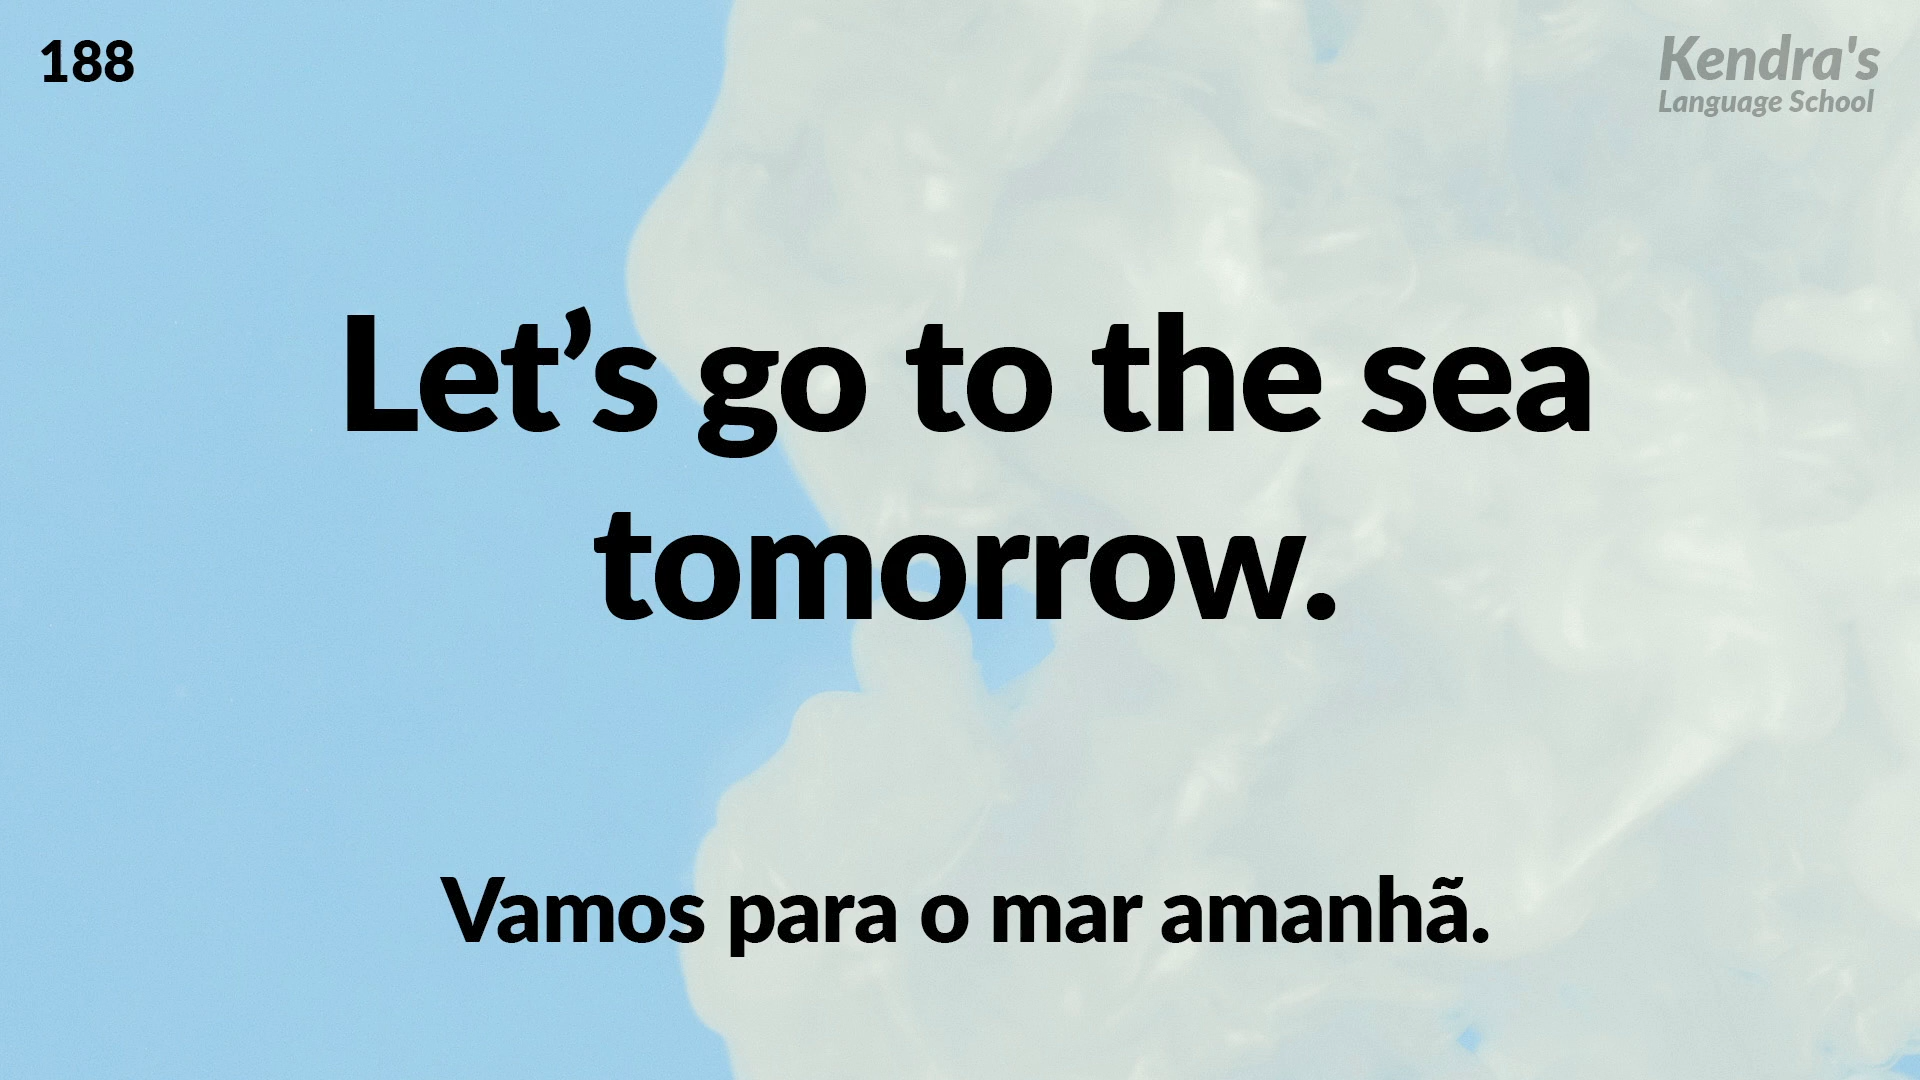 188
Kendra's
Language School
Let’s go to the sea
tomorrow.
Vamos para o mar amanhã.